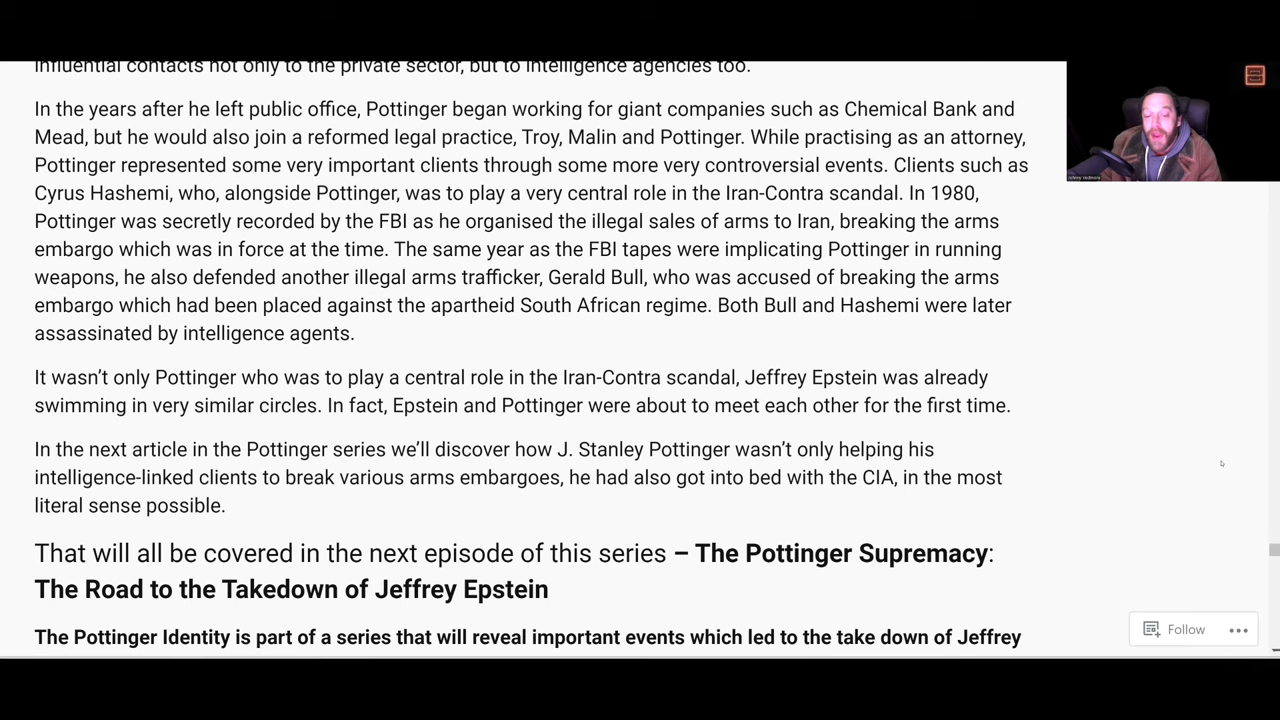 influential contacts not only to the private sector, but to intelligence agencies too.
In the years after he left public office, Pottinger began working for giant companies such as Chemical Bank and
Mead, but he would also join a reformed legal practice, Troy, Malin and Pottinger. While practising as an attorney,
Pottinger represented some very important clients through some more very controversial events. Clients such as
Cyrus Hashemi, who, alongside Pottinger, was to play a very central role in the Iran-Contra scandal. In 1980,
Pottinger was secretly recorded by the FBI as he organised the illegal sales of arms to Iran, breaking the arms
embargo which was in force at the time. The same year as the FBI tapes were implicating Pottinger in running
weapons, he also defended another illegal arms trafficker, Gerald Bull, who was accused of breaking the arms
embargo which had been placed against the apartheid South African regime. Both Bull and Hashemi were later
assassinated by intelligence agents.
It wasn't only Pottinger who was to play a central role in the Iran-Contra scandal, Jeffrey Epstein was already
swimming in very similar circles. In fact, Epstein and Pottinger were about to meet each other for the first time.
In the next article in the Pottinger series we'll discover how J. Stanley Pottinger wasn't only helping his
intelligence-linked clients to break various arms embargoes, he had also got into bed with the CIA, in the most
literal sense possible.
That will all be covered in the next episode of this series – The Pottinger Supremacy:
The Road to the Takedown of Jeffrey Epstein
The Pottinger Identity is part of a series that will reveal important events which led to the take down of Jeffrey
Follow